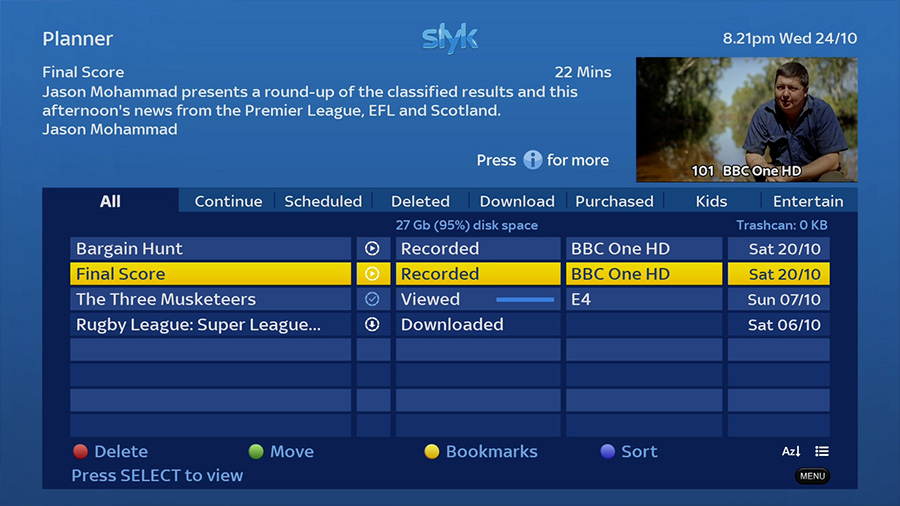 Planner
slyk
8.21pm Wed 24/10
Final Score
22 Mins
Jason Mohammad presents a round-up of the classified results and this
afternoon's news from the Premier League, EFL and Scotland.
Jason Mohammad
Press i for more
101 BBC One HD
All Continue Scheduled Deleted Download Purchased Kids Entertain
27 Gb (95%) disk space
Trashcan: 0 KB
Bargain Hunt Recorded BBC One HD Sat 20/10
Final Score Recorded BBC One HD Sat 20/10
The Three Musketeers Viewed E4 Sun 07/10
Rugby League: Super League... Downloaded Sat 06/10
Delete Move Bookmarks Sort AZ
Press SELECT to view
MENU